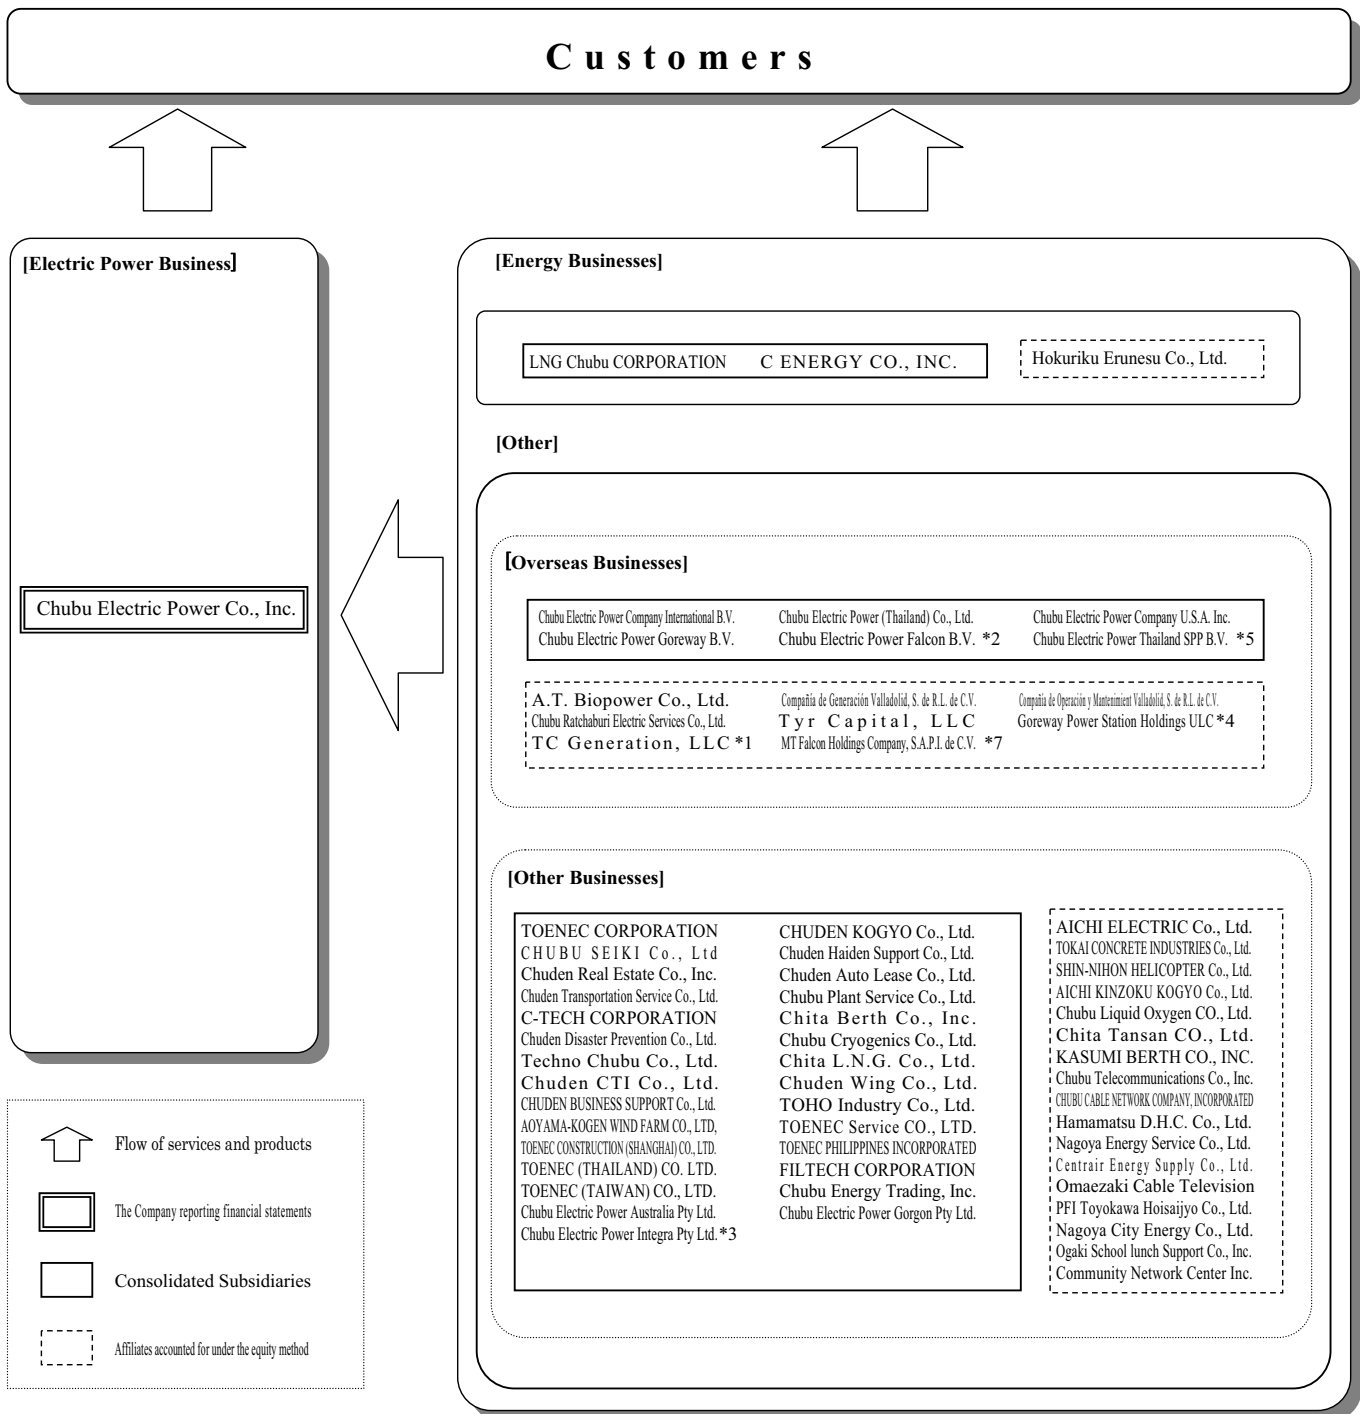 Customers
[Electric Power Business]
Chubu Electric Power Co., Inc.
[Energy Businesses]
LNG Chubu CORPORATION C ENERGY CO., INC. Hokuriku Erunesu Co., Ltd.
[Other]
[Overseas Businesses]
Chubu Electric Power Company International B.V. Chubu Electric Power (Thailand) Co., Ltd. Chubu Electric Power Company U.S.A. Inc.
Chubu Electric Power Goreway B.V. Chubu Electric Power Falcon B.V. *2 Chubu Electric Power Thailand SPP B.V. *5
A.T. Biopower Co., Ltd. Compañía de Generación Valladolid, S. de R.L. de C.V. Compañía de Operación y Mantenimient Valladolid, S. de R.L. de C.V.
Chubu Ratchaburi Electric Services Co., Ltd. Tyr Capital, LLC Goreway Power Station Holdings ULC *4
TC Generation, LLC *1 MT Falcon Holdings Company, S.A.P.I. de C.V. *7
[Other Businesses]
TOENEC CORPORATION CHUDEN KOGYO Co., Ltd.
CHUBU SEIKI Co., Ltd Chuden Haiden Support Co., Ltd.
Chuden Real Estate Co., Inc. Chuden Auto Lease Co., Ltd.
Chuden Transportation Service Co., Ltd. Chubu Plant Service Co., Ltd.
C-TECH CORPORATION Chita Berth Co., Inc.
Chuden Disaster Prevention Co., Ltd. Chubu Cryogenics Co., Ltd.
Techno Chubu Co., Ltd. Chita L.N.G. Co., Ltd.
Chuden CTI Co., Ltd. Chuden Wing Co., Ltd.
CHUDEN BUSINESS SUPPORT Co., Ltd. TOHO Industry Co., Ltd.
AOYAMA-KOGEN WIND FARM CO., LTD, TOENEC Service CO., LTD.
TOENEC CONSTRUCTION (SHANGHAI) CO., LTD. TOENEC PHILIPPINES INCORPORATED
TOENEC (THAILAND) CO. LTD. FILTECH CORPORATION
TOENEC (TAIWAN) CO., LTD. Chubu Energy Trading, Inc.
Chubu Electric Power Australia Pty Ltd. Chubu Electric Power Gorgon Pty Ltd.
Chubu Electric Power Integra Pty Ltd. *3
AICHI ELECTRIC Co., Ltd.
TOKAI CONCRETE INDUSTRIES Co., Ltd.
SHIN-NIHON HELICOPTER Co., Ltd.
AICHI KINZOKU KOGYO Co., Ltd.
Chubu Liquid Oxygen CO., Ltd.
Chita Tansan CO., Ltd.
KASUMI BERTH CO., INC.
Chubu Telecommunications Co., Inc.
CHUBU CABLE NETWORK COMPANY, INCORPORATED
Hamamatsu D.H.C. Co., Ltd.
Nagoya Energy Service Co., Ltd.
Centrair Energy Supply Co., Ltd.
Omaezaki Cable Television
PFI Toyokawa Hoisaijyo Co., Ltd.
Nagoya City Energy Co., Ltd.
Ogaki School lunch Support Co., Inc.
Community Network Center Inc.
Flow of services and products
The Company reporting financial statements
Consolidated Subsidiaries
Affiliates accounted for under the equity method